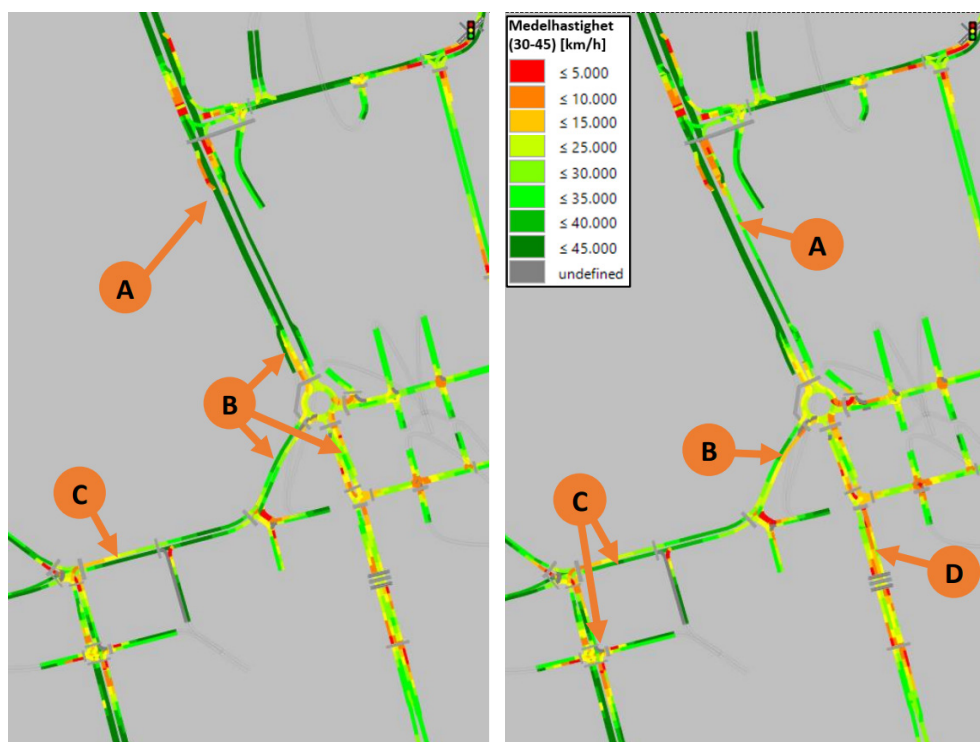 A
B
C
Medelhastighet
(30-45) [km/h]
≤ 5.000
≤ 10.000
≤ 15.000
≤ 25.000
≤ 30.000
≤ 35.000
≤ 40.000
≤ 45.000
undefined
A
B
C
D